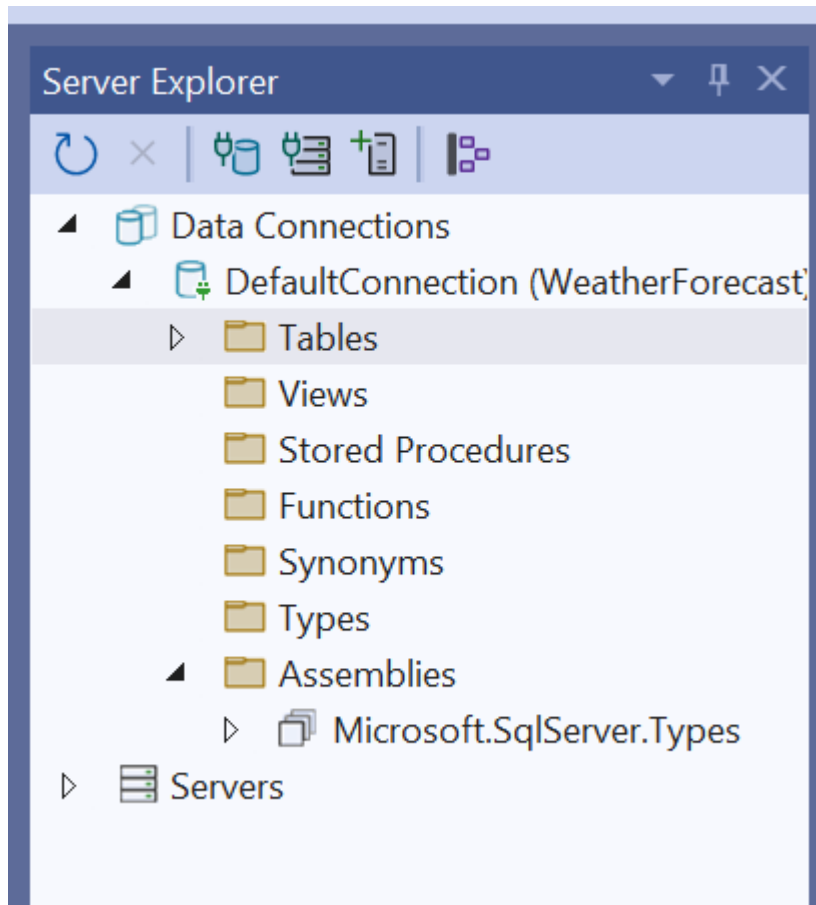 Server Explorer
Data Connections
DefaultConnection (WeatherForecast)
Tables
Views
Stored Procedures
Functions
Synonyms
Types
Assemblies
Microsoft.SqlServer.Types
Servers